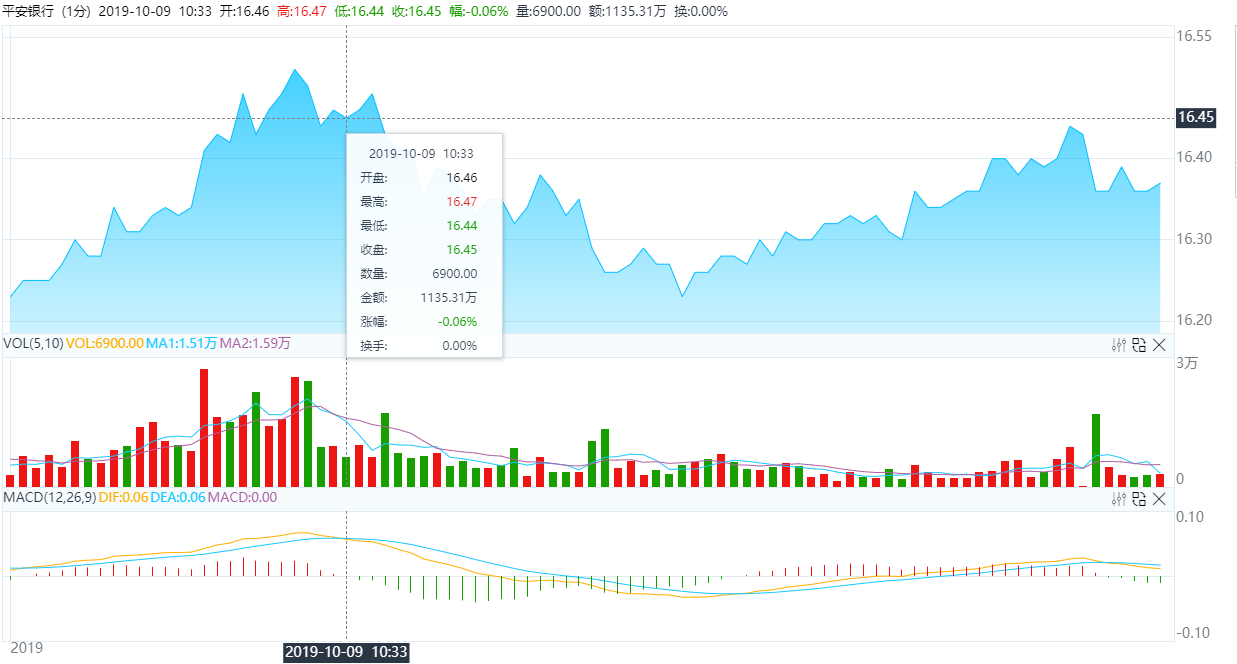 平安银行 (1分) 2019-10-09 10:33 开:16.46 高:16.47 低:16.44 收:16.45 幅:-0.06% 量:6900.00 额:1135.31万 换:0.00%
16.55
16.45
16.40
16.30
16.20
2019-10-09 10:33
开盘: 16.46
最高: 16.47
最低: 16.44
收盘: 16.45
数量: 6900.00
金额: 1135.31万
涨幅: -0.06%
换手: 0.00%
VOL(5,10) VOL:6900.00 MA1:1.51万 MA2:1.59万
3万
0
MACD(12,26,9) DIF:0.06 DEA:0.06 MACD:0.00
0.10
-0.10
2019 2019-10-09 10:33